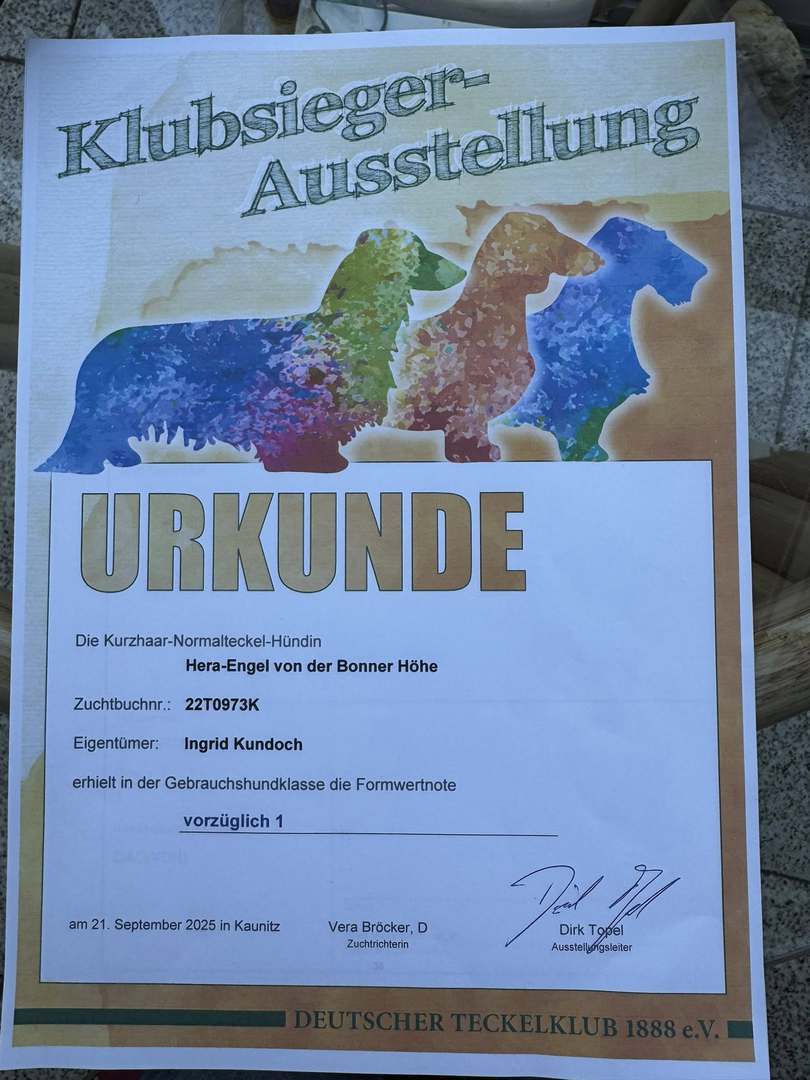 Klubsieger-
Ausstellung
URKUNDE
Die Kurzhaar-Normalteckel-Hündin
Hera-Engel von der Bonner Höhe
Zuchtbuchnr.: 22T0973K
Eigentümer: Ingrid Kundoch
erhielt in der Gebrauchshundklasse die Formwertnote
vorzüglich 1
am 21. September 2025 in Kaunitz Vera Bröcker, D Dirk Topel
Zuchtrichterin Ausstellungsleiter
DEUTSCHER TECKELKLUB 1888 e.V.